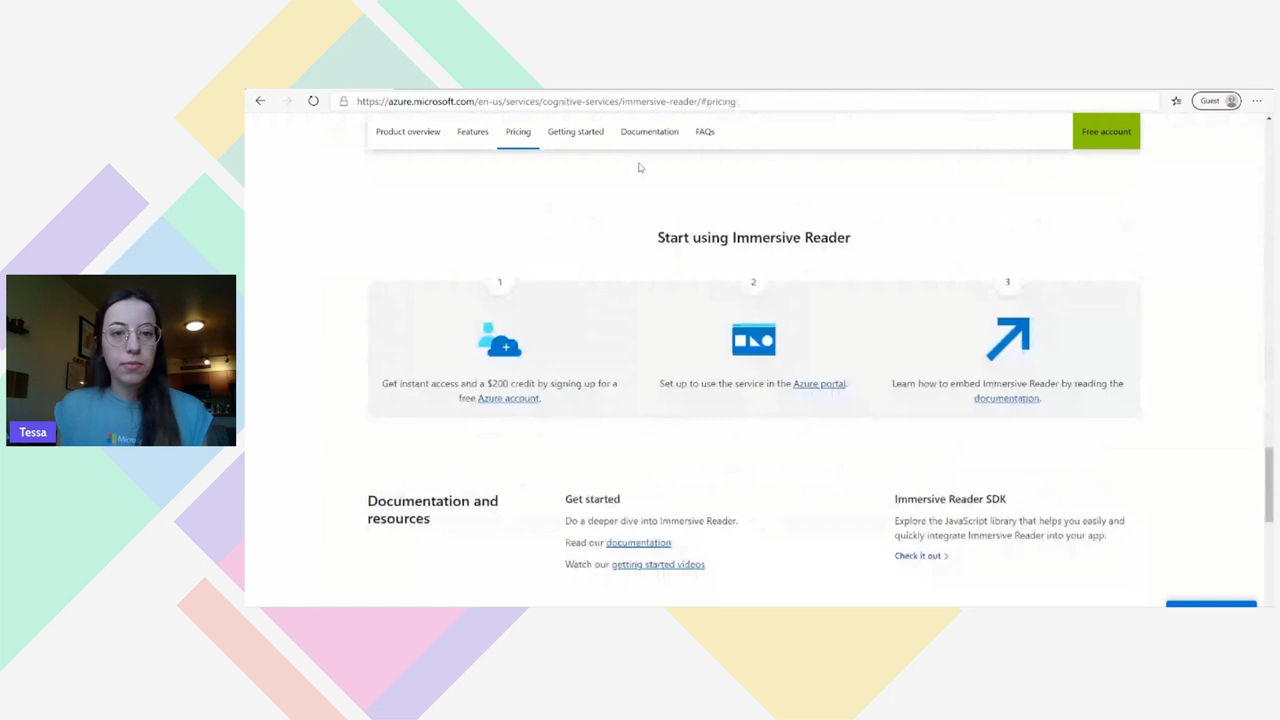 https://azure.microsoft.com/en-us/services/cognitive-services/immersive-reader/#pricing
Guest
Product overview
Features
Pricing
Getting started
Documentation
FAQs
Free account
Start using Immersive Reader
1
2
3
Get instant access and a $200 credit by signing up for a
free Azure account.
Set up to use the service in the Azure portal.
Learn how to embed Immersive Reader by reading the
documentation.
Tessa
Documentation and
resources
Get started
Do a deeper dive into Immersive Reader.
Read our documentation
Watch our getting started videos
Immersive Reader SDK
Explore the JavaScript library that helps you easily and
quickly integrate Immersive Reader into your app.
Check it out >